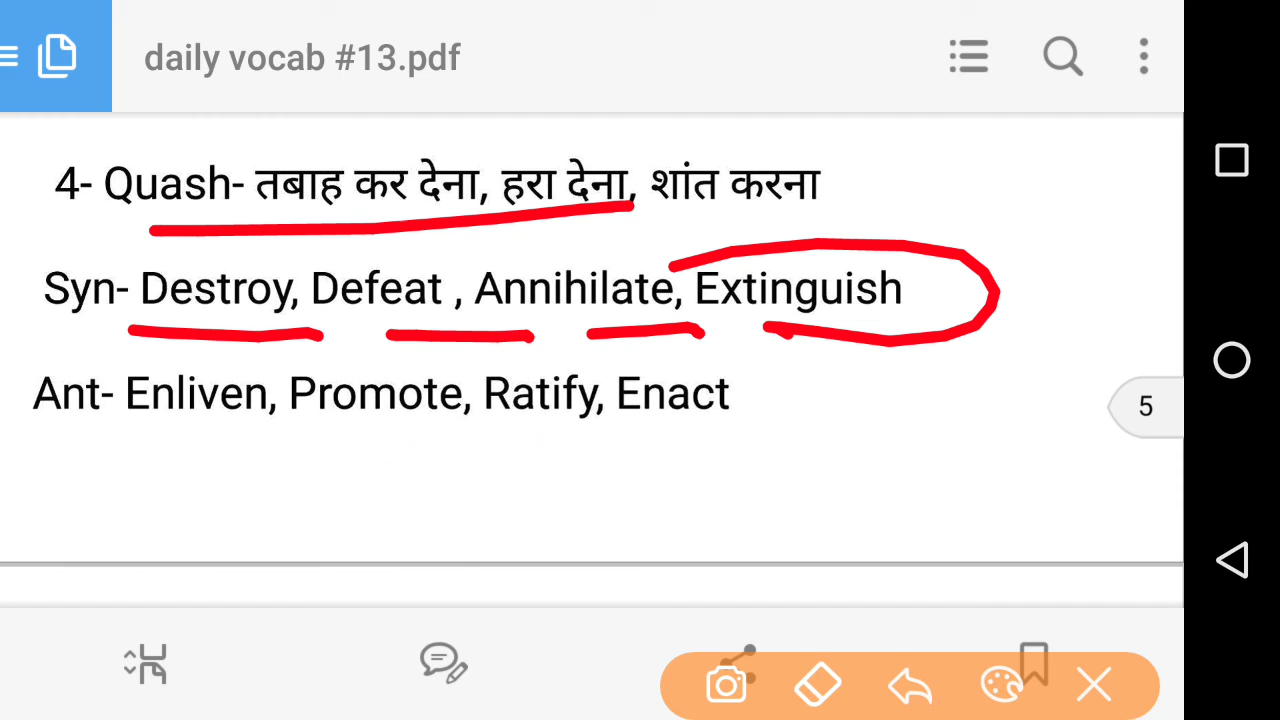 daily vocab #13.pdf
4- Quash- तबाह कर देना, हरा देना, शांत करना
Syn- Destroy, Defeat , Annihilate, Extinguish
Ant- Enliven, Promote, Ratify, Enact
5